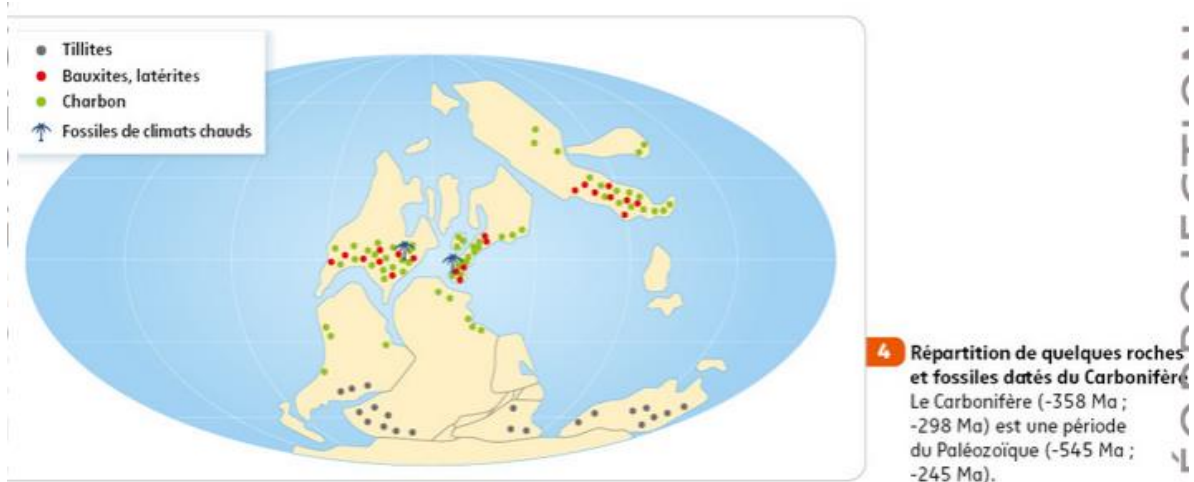 Tillites
Bauxites, latérites
Charbon
Fossiles de climats chauds
4 Répartition de quelques roches
et fossiles datés du Carbonifère
Le Carbonifère (-358 Ma ;
-298 Ma) est une période
du Paléozoïque (-545 Ma ;
-245 Ma).